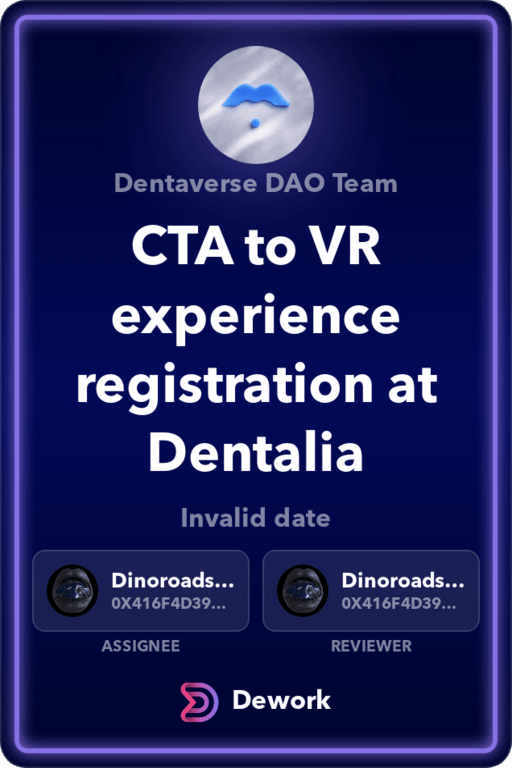 Dentaverse DAO Team
CTA to VR
experience
registration at
Dentalia
Invalid date
Dinoroads...
0X416F4D39...
ASSIGNEE
Dinoroads...
0X416F4D39...
REVIEWER
Dework